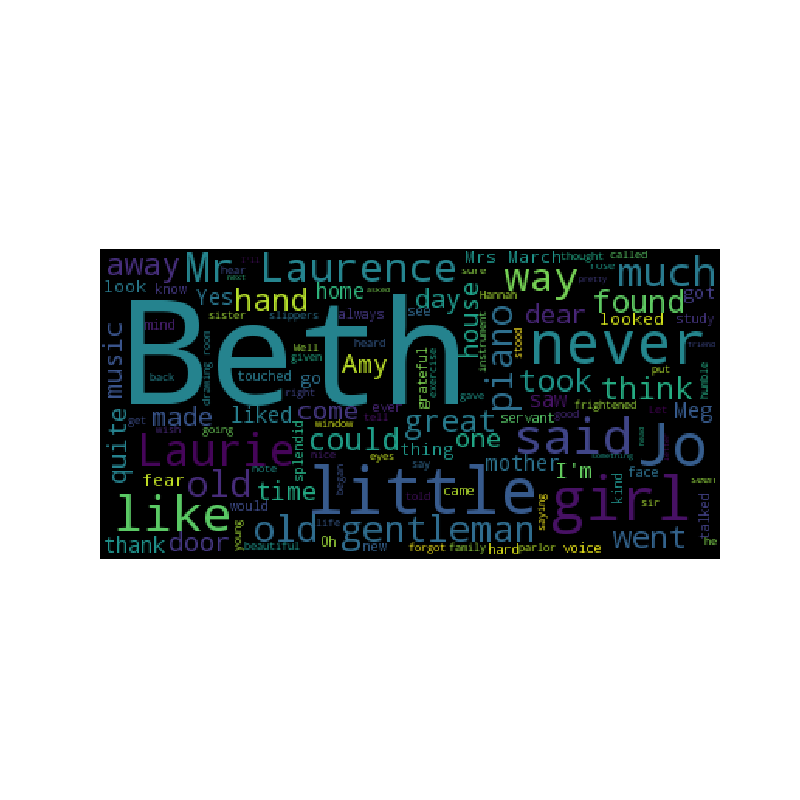 away Mr Laurence Mrs March thought called
look know Yes hand home day house way rose much
sister slippers always see Hannah found got
mind Beth Well given heard Amy dear looked study
music drawing room touched go grateful exercise piano instrument stood never pretty friend
back right come ever gave took think put humble
quite made liked could great saw frightened Meg
get going splendid window tell one servant good Let
wish Laurie nice thing said Jo
fear note eyes say mother I'm face something
old time began little told came kind girl seen
like would life saying sir talked
thank door young old gentleman new went
beautiful Oh forgot family hard parlor voice he